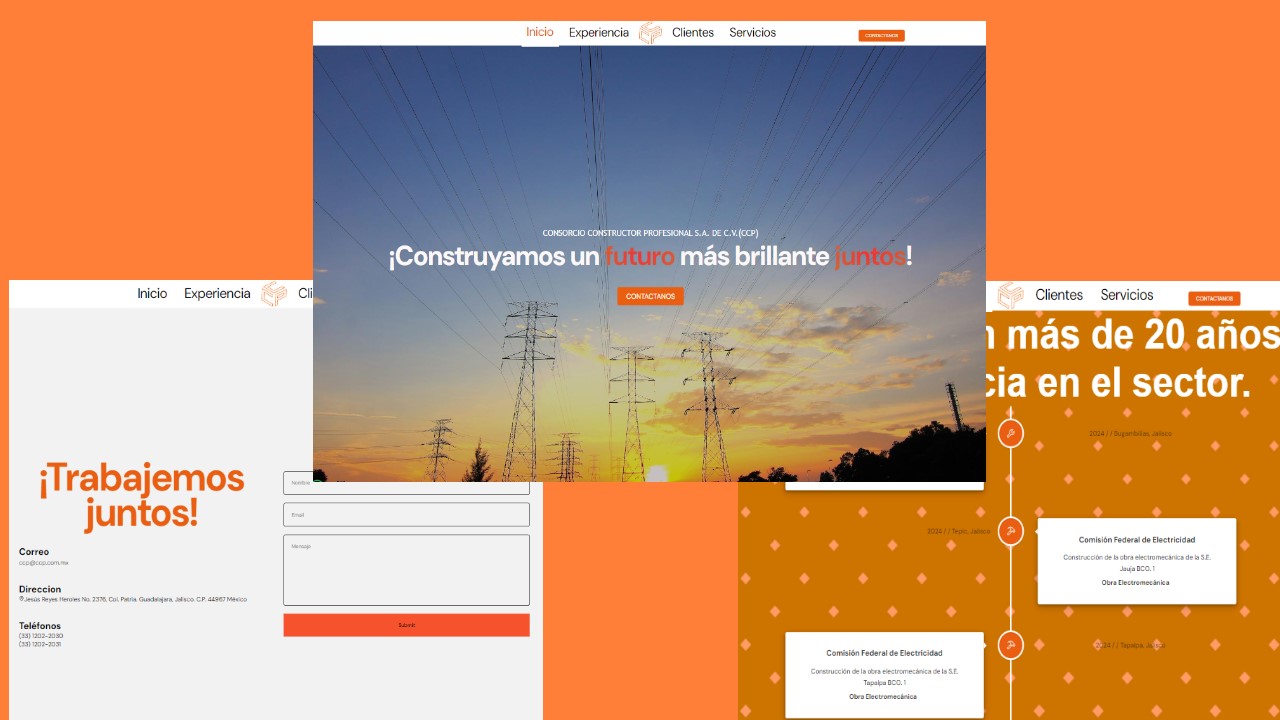 Inicio
Experiencia
Clientes
Servicios
CONTACTANOS
CONSORCIO CONSTRUCTOR PROFESIONAL S.A. DE C.V.(CCP)
¡Construyamos un futuro más brillante juntos!
CONTACTANOS
Inicio
Experiencia
Cli
¡Trabajemos
juntos!
Correo
ccp@ccp.com.mx
Direccion
Jesús Reyes Heroles No. 2376, Col. Patria, Guadalajara, Jalisco. C.P. 44967 México
Teléfonos
(33) 1202-2030
(33) 1202-2031
Nombre
Email
Mensaje
Submit
Clientes
Servicios
CONTACTANOS
n más de 20 años
cia en el sector.
2024 / / Bugambilias, Jalisco
2024 / / Tepic, Jalisco
Comisión Federal de Electricidad
Construcción de la obra electromecánica de la S.E.
Jauja BCO. 1
Obra Electromecánica
2024 / / Tapalpa, Jalisco
Comisión Federal de Electricidad
Construcción de la obra electromecánica de la S.E.
Tapalpa BCO. 1
Obra Electromecánica